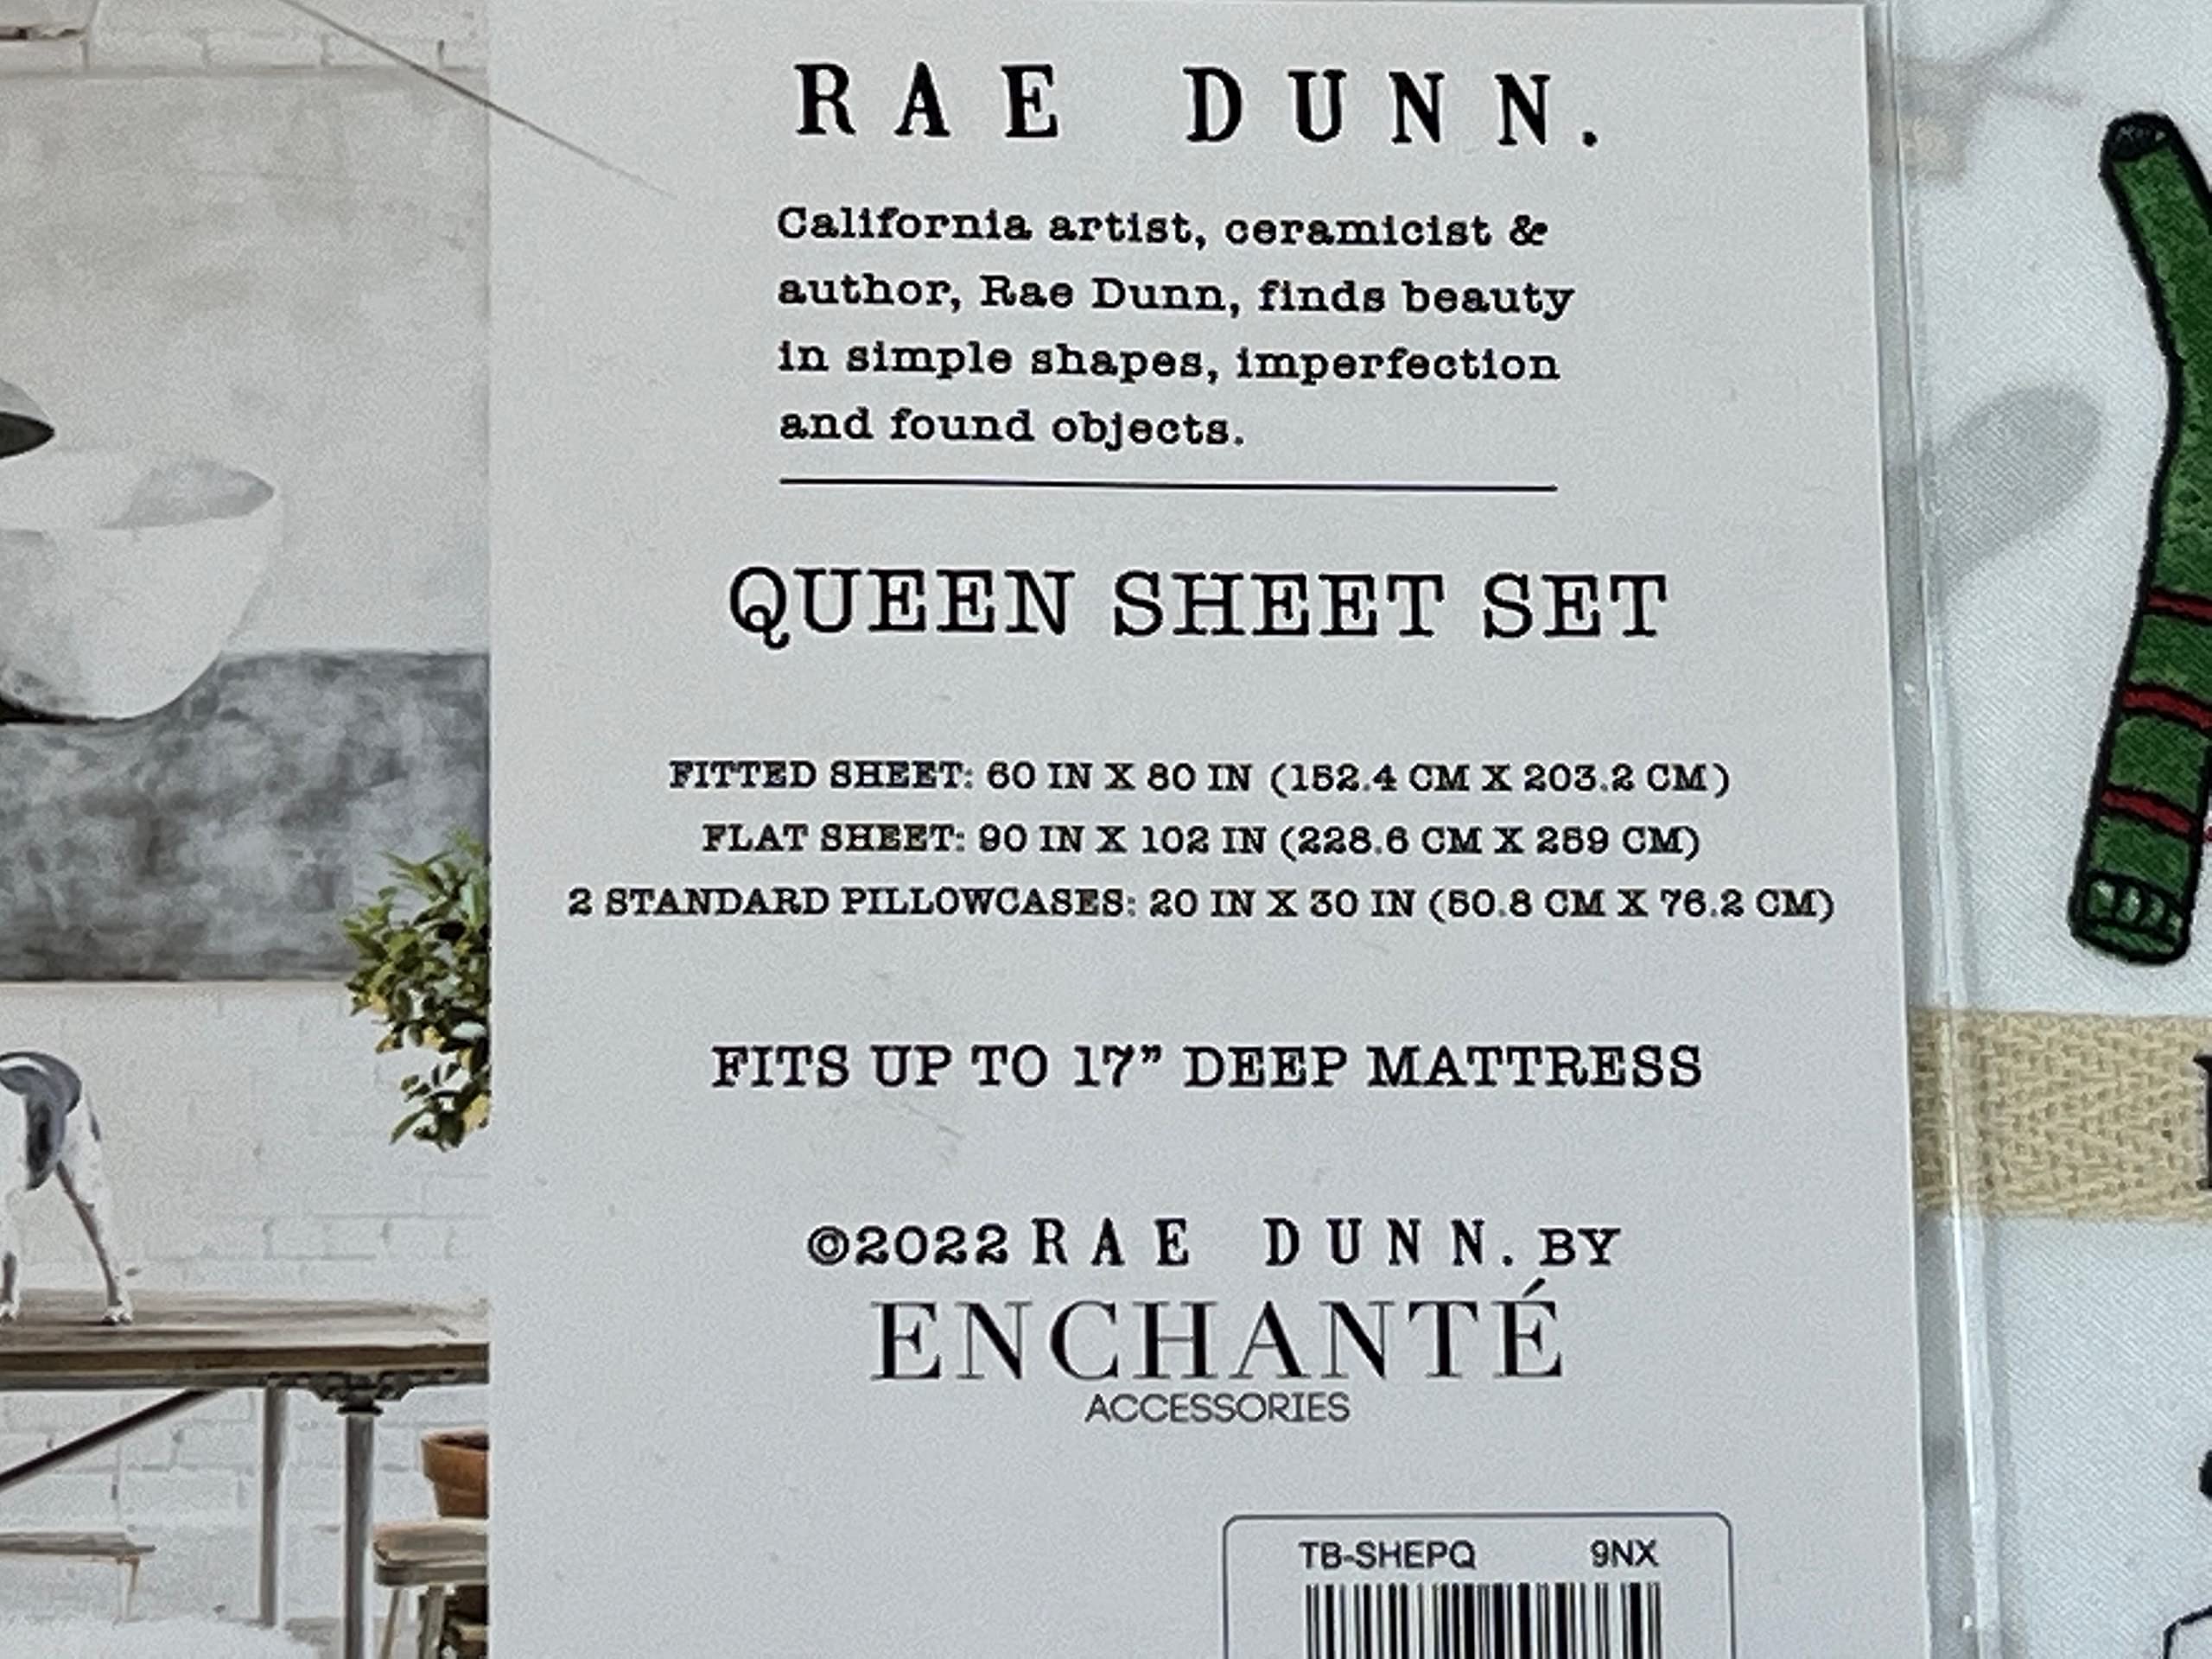 RAE DUNN.
California artist, ceramicist &
author, Rae Dunn, finds beauty
in simple shapes, imperfection
and found objects.
QUEEN SHEET SET
FITTED SHEET: 60 IN X 80 IN (152.4 CM X 203.2 CM)
FLAT SHEET: 90 IN X 102 IN (228.6 CM X 259 CM)
2 STANDARD PILLOWCASES: 20 IN X 30 IN (50.8 CM X 76.2 CM)
FITS UP TO 17” DEEP MATTRESS
©2022 RAE DUNN. BY
ENCHANTÉ
ACCESSORIES
TB-SHEPQ 9NX